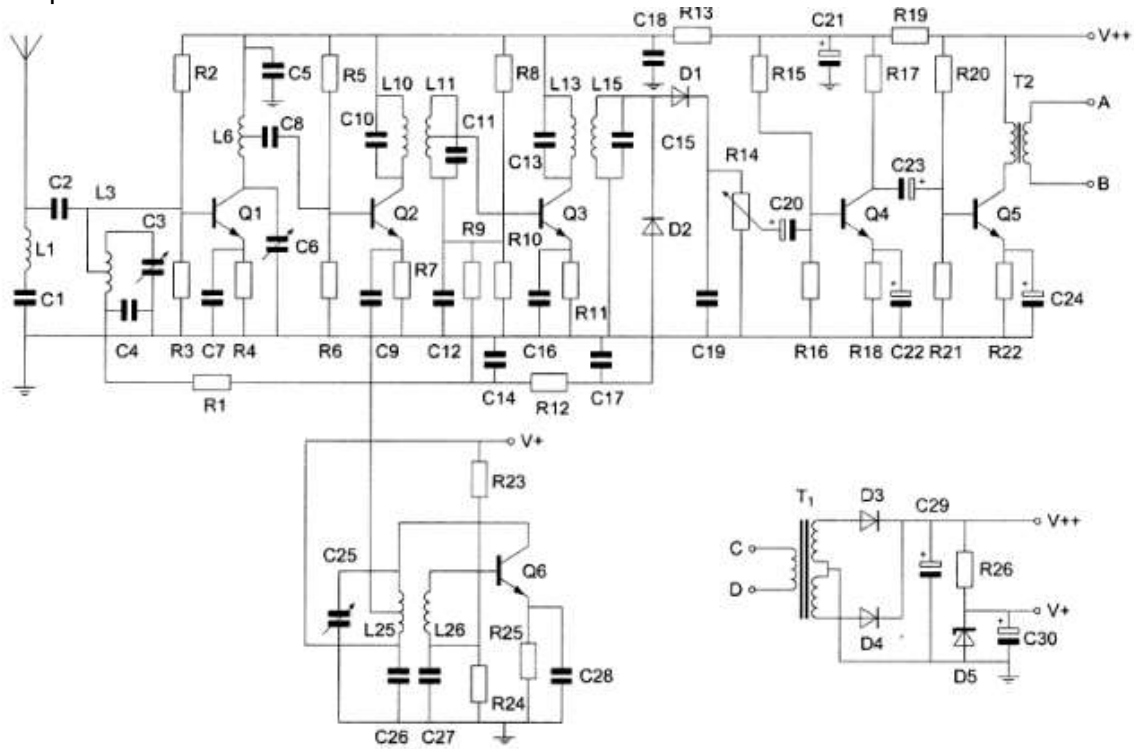 C18 R13 C21 R19
V++
R2 C5 R5 L10 L11 R8 L13 L15 D1 R15 R17 R20 T2
L6 C8 C10 C11 C13 C15 R14 C23 A
C2 L3 C3 Q1 C6 Q2 R9 R10 Q3 D2 C20 Q4 Q5 B
L1 R7
C1 R11 C24
C4 R3 C7 R4 R6 C9 C12 C16 C19 R16 R18 C22 R21 R22
R1 C14 R12 C17
V+
R23
T1 D3 C29
V++
C25 Q6 C
D R26
V+
L25 L26 R25 D4 C30
C28 D5
R24
C26 C27